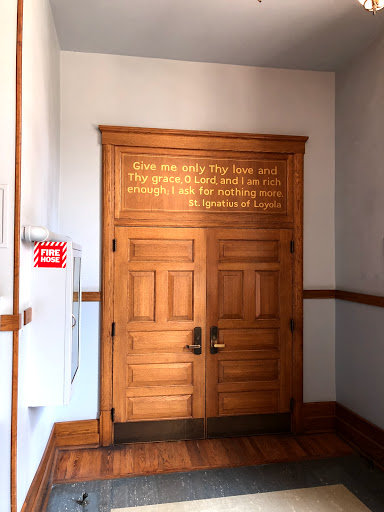 Give me only Thy love and
Thy grace, O Lord, and I am rich
enough, I ask for nothing more.
St. Ignatius of Loyola
FIRE
HOSE